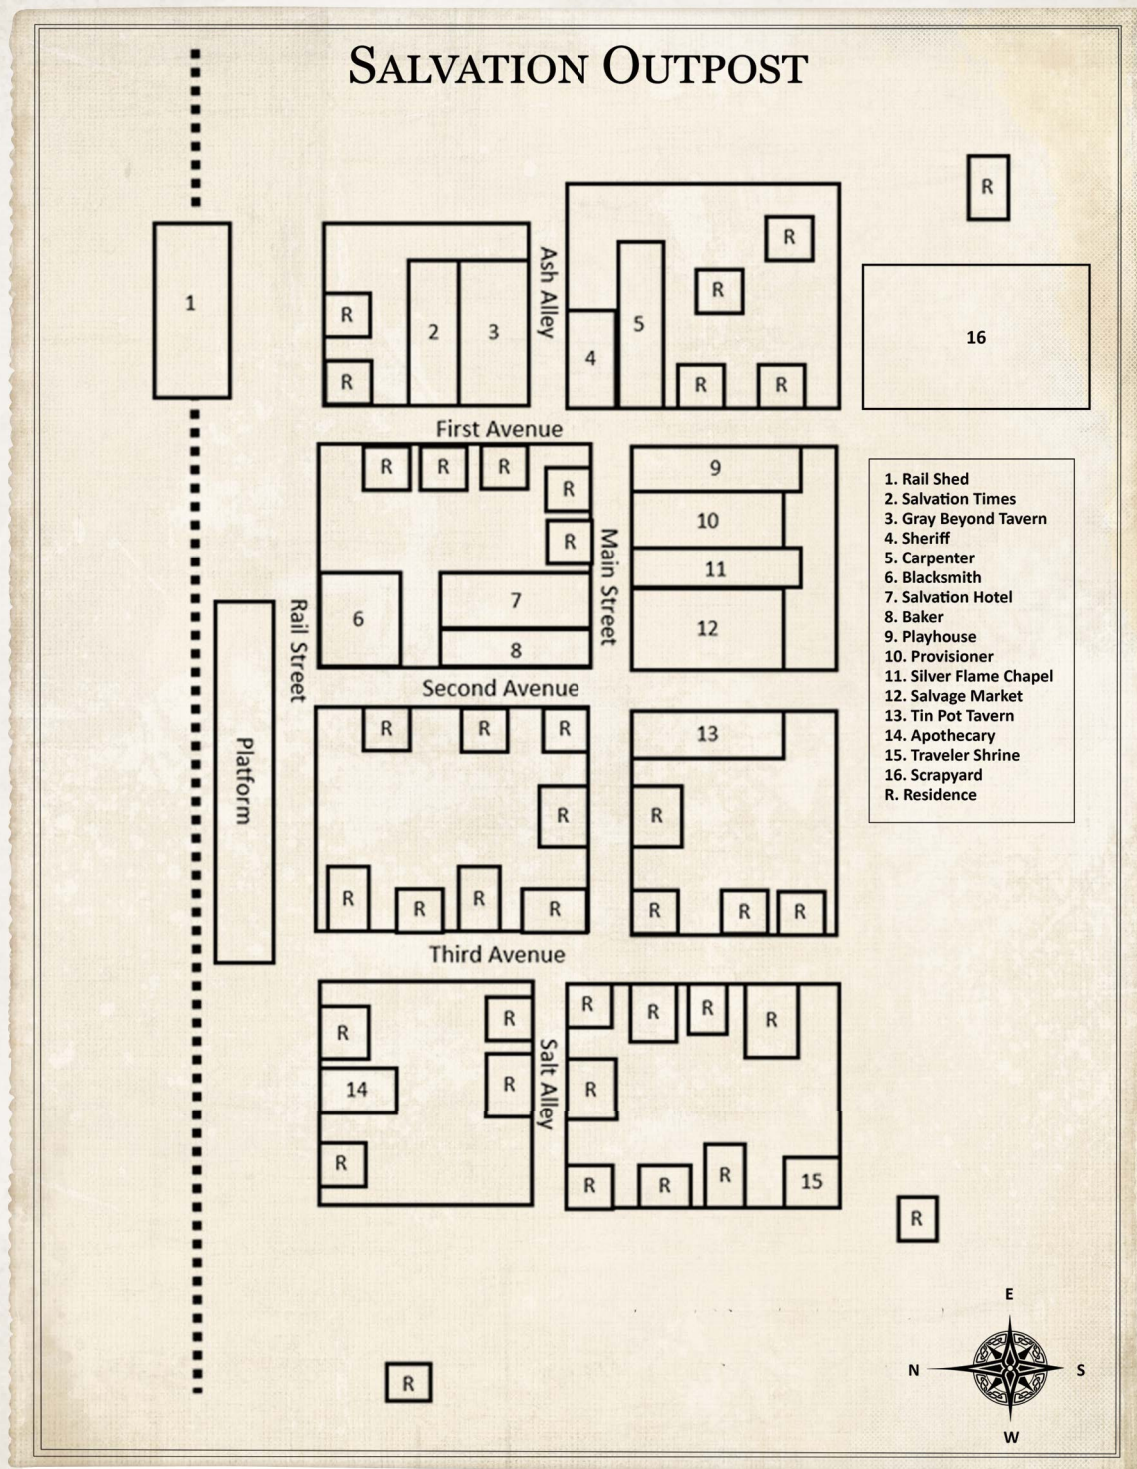 SALVATION OUTPOST
R
1
R
R
2
3
Ash Alley
4
5
R
R
R
R
16
First Avenue
R
R
R
R
R
6
7
8
Main Street
9
10
11
12
1. Rail Shed
2. Salvation Times
3. Gray Beyond Tavern
4. Sheriff
5. Carpenter
6. Blacksmith
7. Salvation Hotel
8. Baker
9. Playhouse
10. Provisioner
11. Silver Flame Chapel
12. Salvage Market
13. Tin Pot Tavern
14. Apothecary
15. Traveler Shrine
16. Scrapyard
R. Residence
Rail Street
Platform
Second Avenue
R
R
R
R
R
R
R
R
13
R
R
R
R
Third Avenue
R
14
R
R
R
Salt Alley
R
R
R
R
R
R
R
R
15
R
R
E
N
S
W